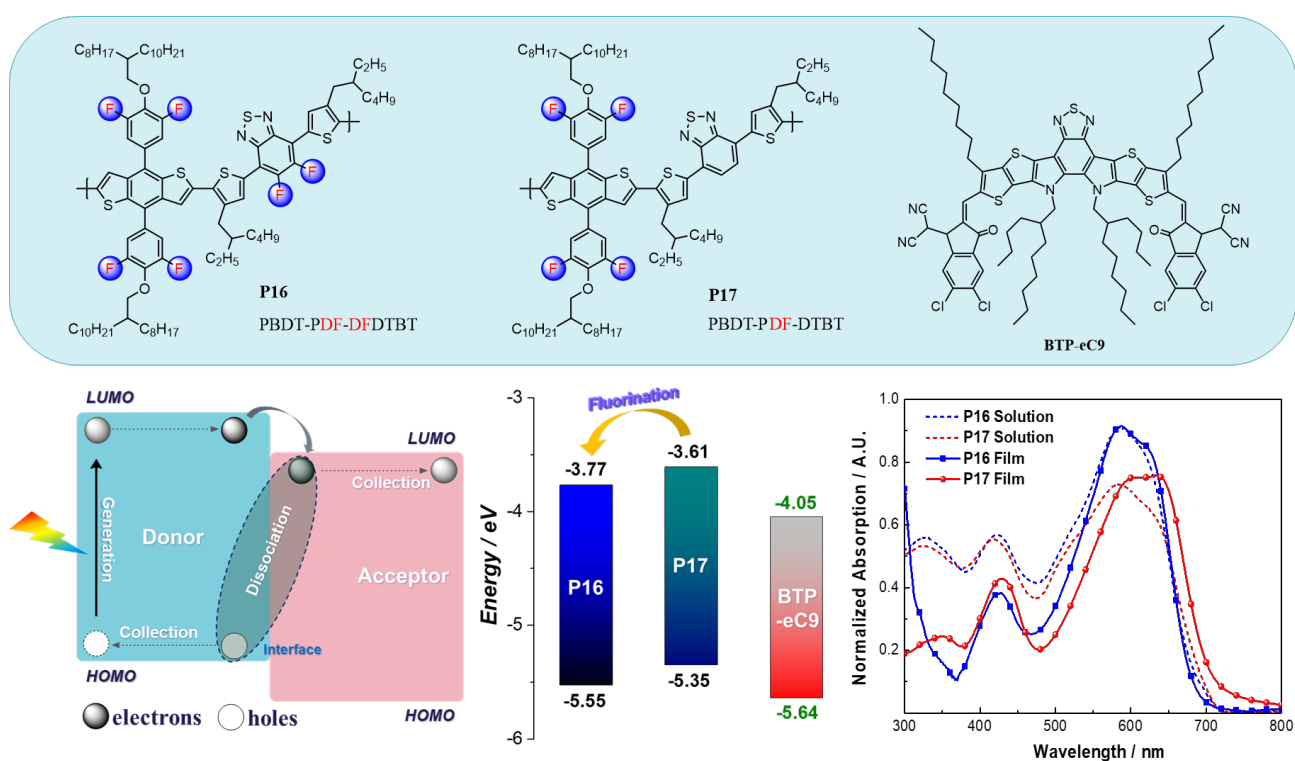 C8H17 C10H21
O
F F
N S N
C2H5
C4H9
S
S
S
S
F
F
C4H9
C2H5
F F
O
C10H21 C8H17
P16
PBDT-PDF-DFDTBT
C8H17 C10H21
O
F F
N S N
C2H5
C4H9
S
S
S
S
C4H9
C2H5
F F
O
C10H21 C8H17
P17
PBDT-PDF-DTBT
S
N N
S S
S S
N N
CN
CN
O
Cl Cl
O
CN
CN
Cl Cl
BTP-eC9
LUMO
LUMO
Generation
Donor
Dissociation
Collection
Acceptor
Collection
Interface
HOMO
HOMO
electrons holes
Energy / eV
-3
-4
-5
-6
Fluorination
-3.77
-3.61
-4.05
P16
P17
BTP
-eC9
-5.55
-5.35
-5.64
Normalized Absorption / A.U.
1.0
0.8
0.6
0.4
0.2
P16 Solution
P17 Solution
P16 Film
P17 Film
300 400 500 600 700 800
Wavelength / nm